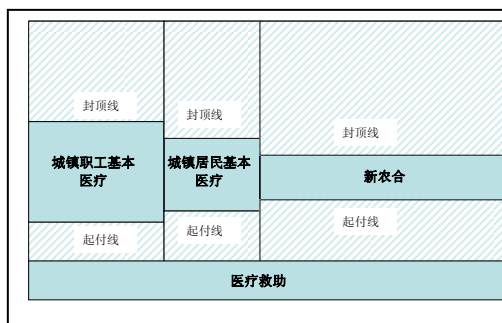 封顶线
封顶线
封顶线
城镇职工基本
医疗
城镇居民基本
医疗
新农合
起付线
起付线
起付线
医疗救助